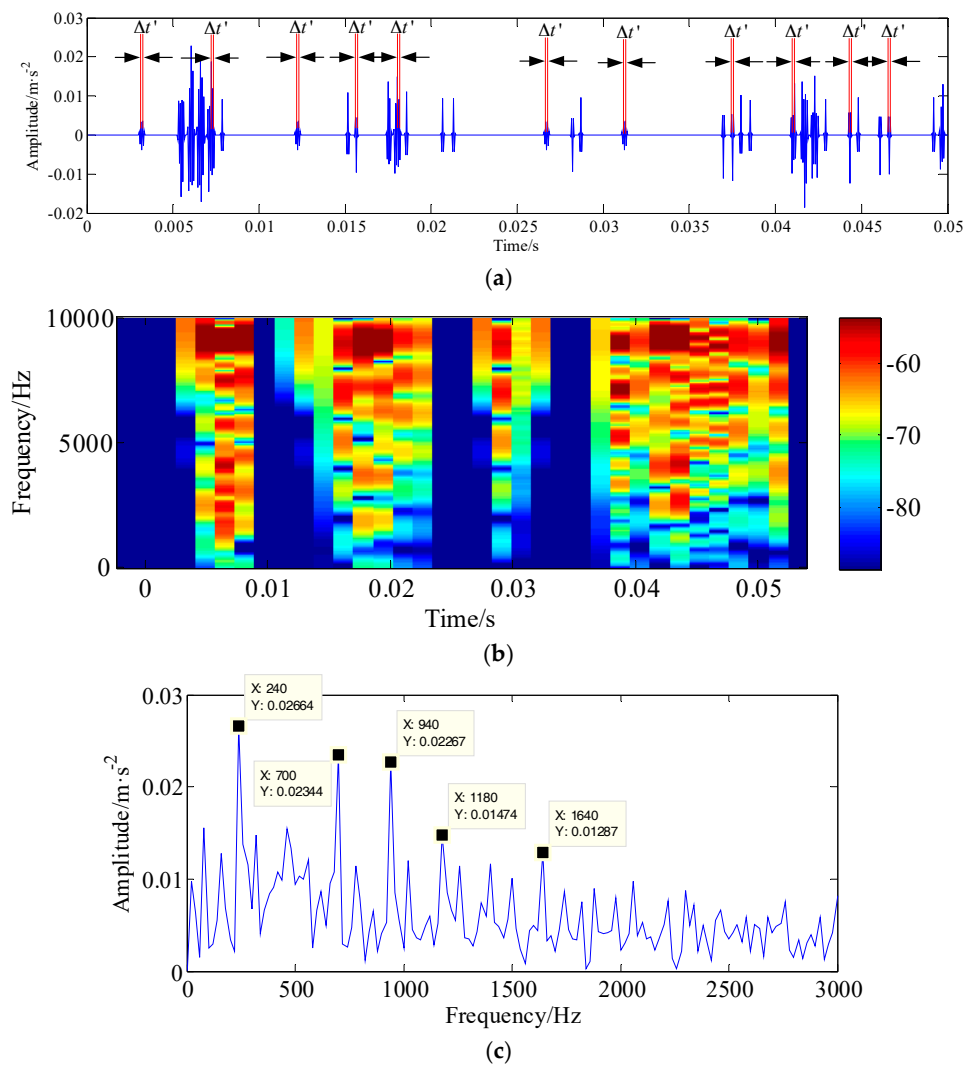 0.03
0.02
0.01
0
-0.01
-0.02
Amplitude/m·s-2
Δt' Δt' Δt' Δt' Δt' Δt' Δt' Δt' Δt' Δt' Δt'
0 0.005 0.01 0.015 0.02 0.025 0.03 0.035 0.04 0.045 0.05
Time/s
(a)
10000
5000
0
Frequency/Hz
-60
-70
-80
0 0.01 0.02 0.03 0.04 0.05
Time/s
(b)
0.03
0.02
0.01
0
Amplitude/m·s-2
X: 240
Y: 0.02664
X: 700
Y: 0.02344
X: 940
Y: 0.02267
X: 1180
Y: 0.01474
X: 1640
Y: 0.01287
0 500 1000 1500 2000 2500 3000
Frequency/Hz
(c)